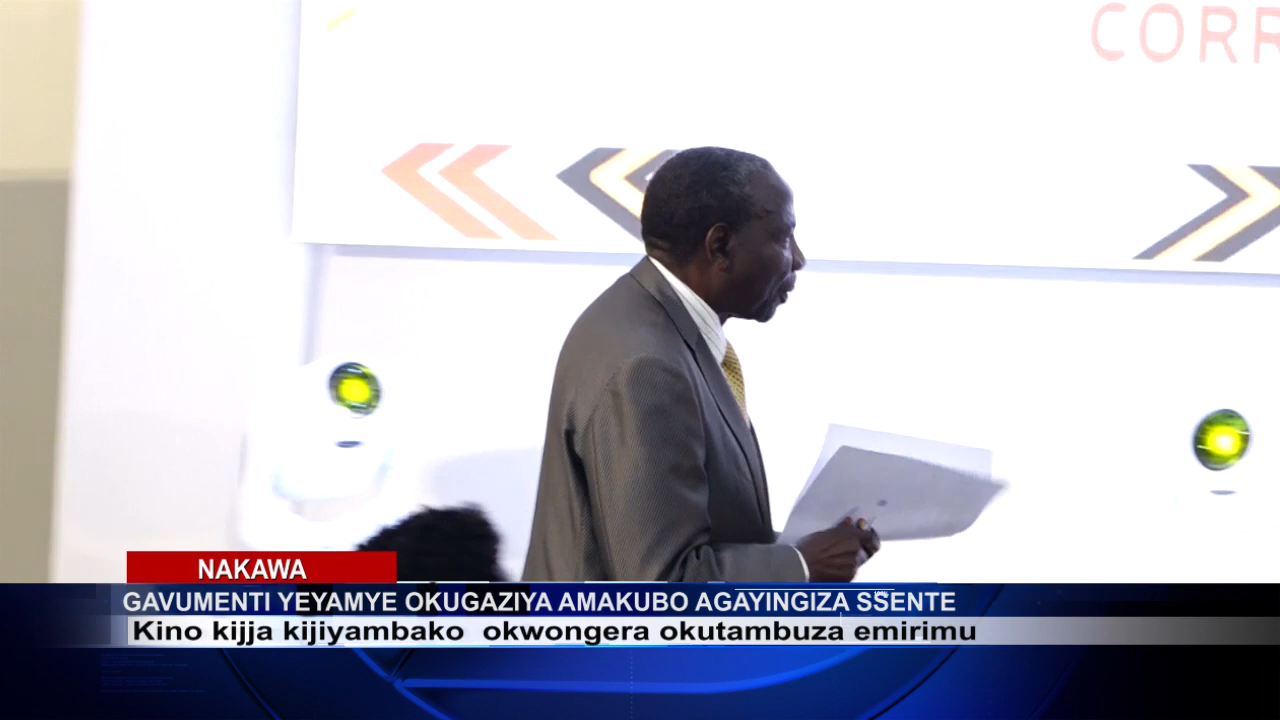 CORR
NAKAWA
GAVUMENTI YEYAMYE OKUGAZIYA AMAKUBO AGAYINGIZA SSENTE
Kino kijja kijiyambako okwongera okutambuza emirimu